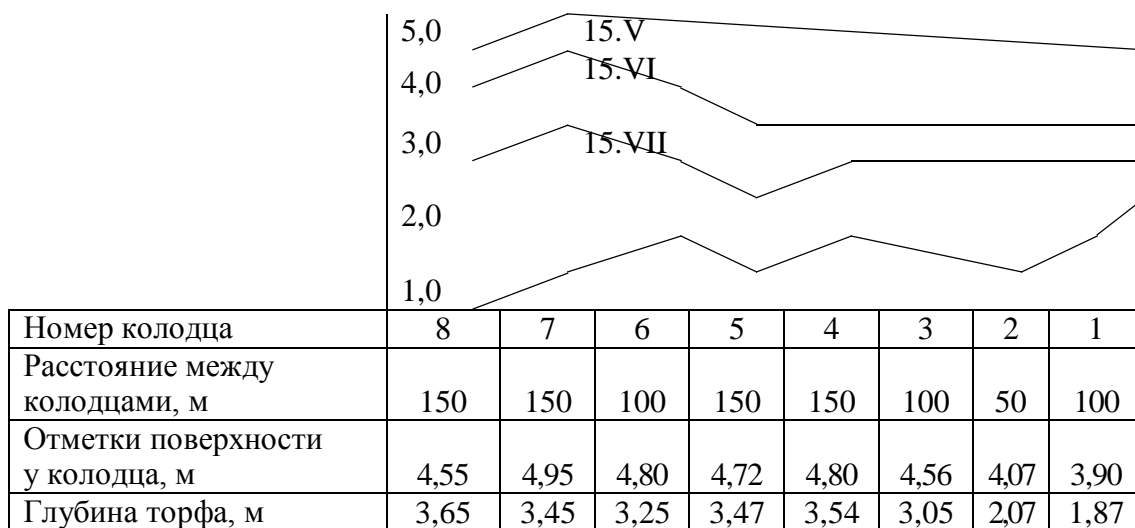 5,0 15.V
4,0 15.VI
3,0 15.VII
2,0
1,0
Номер колодца 8 7 6 5 4 3 2 1
Расстояние между
колодцами, м 150 150 100 150 150 100 50 100
Отметки поверхности
у колодца, м 4,55 4,95 4,80 4,72 4,80 4,56 4,07 3,90
Глубина торфа, м 3,65 3,45 3,25 3,47 3,54 3,05 2,07 1,87